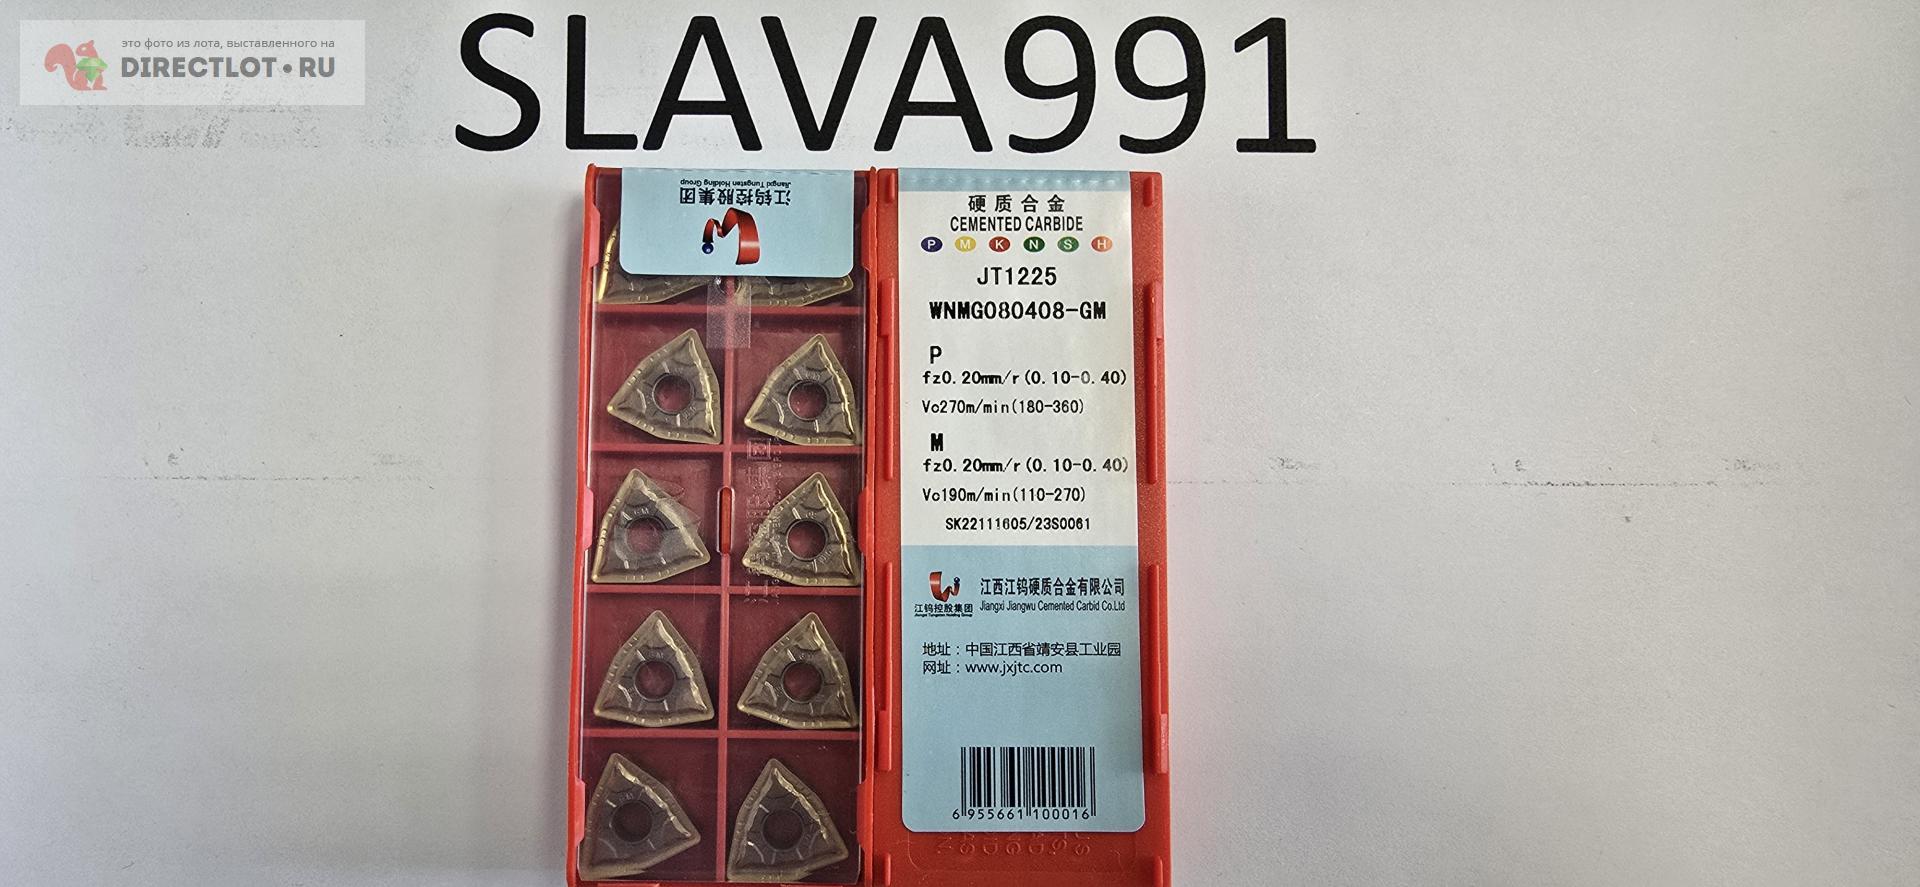 это фото из лота, выставленного на
DIRECTLOT•RU
SLAVA991
江钨控股集团
Jiangxi Tungsten Holding Group
硬质合金
CEMENTED CARBIDE
P M K N S H
JT1225
WNMG080408-GM
P
fz0.20mm/r(0.10-0.40)
Vc270m/min(180-360)
M
fz0.20mm/r(0.10-0.40)
Vc190m/min(110-270)
SK22111605/23S0061
江西江钨硬质合金有限公司
Jiangxi Jiangwu Cemented Carbid Co.Ltd
江钨控股集团
Jiangxi Tungsten Holding Group
地址：中国江西省靖安县工业园
网址：www.jxjtc.com
6 955661 100016